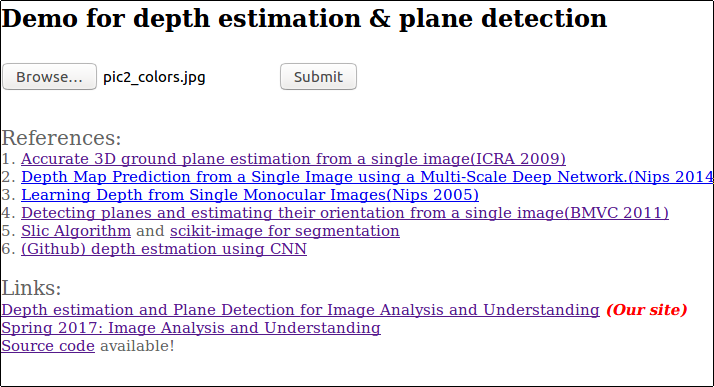 Demo for depth estimation & plane detection
Browse... pic2_colors.jpg Submit
References:
1. Accurate 3D ground plane estimation from a single image(ICRA 2009)
2. Depth Map Prediction from a Single Image using a Multi-Scale Deep Network.(Nips 2014
3. Learning Depth from Single Monocular Images(Nips 2005)
4. Detecting planes and estimating their orientation from a single image(BMVC 2011)
5. Slic Algorithm and scikit-image for segmentation
6. (Github) depth estmation using CNN
Links:
Depth estimation and Plane Detection for Image Analysis and Understanding (Our site)
Spring 2017: Image Analysis and Understanding
Source code available!